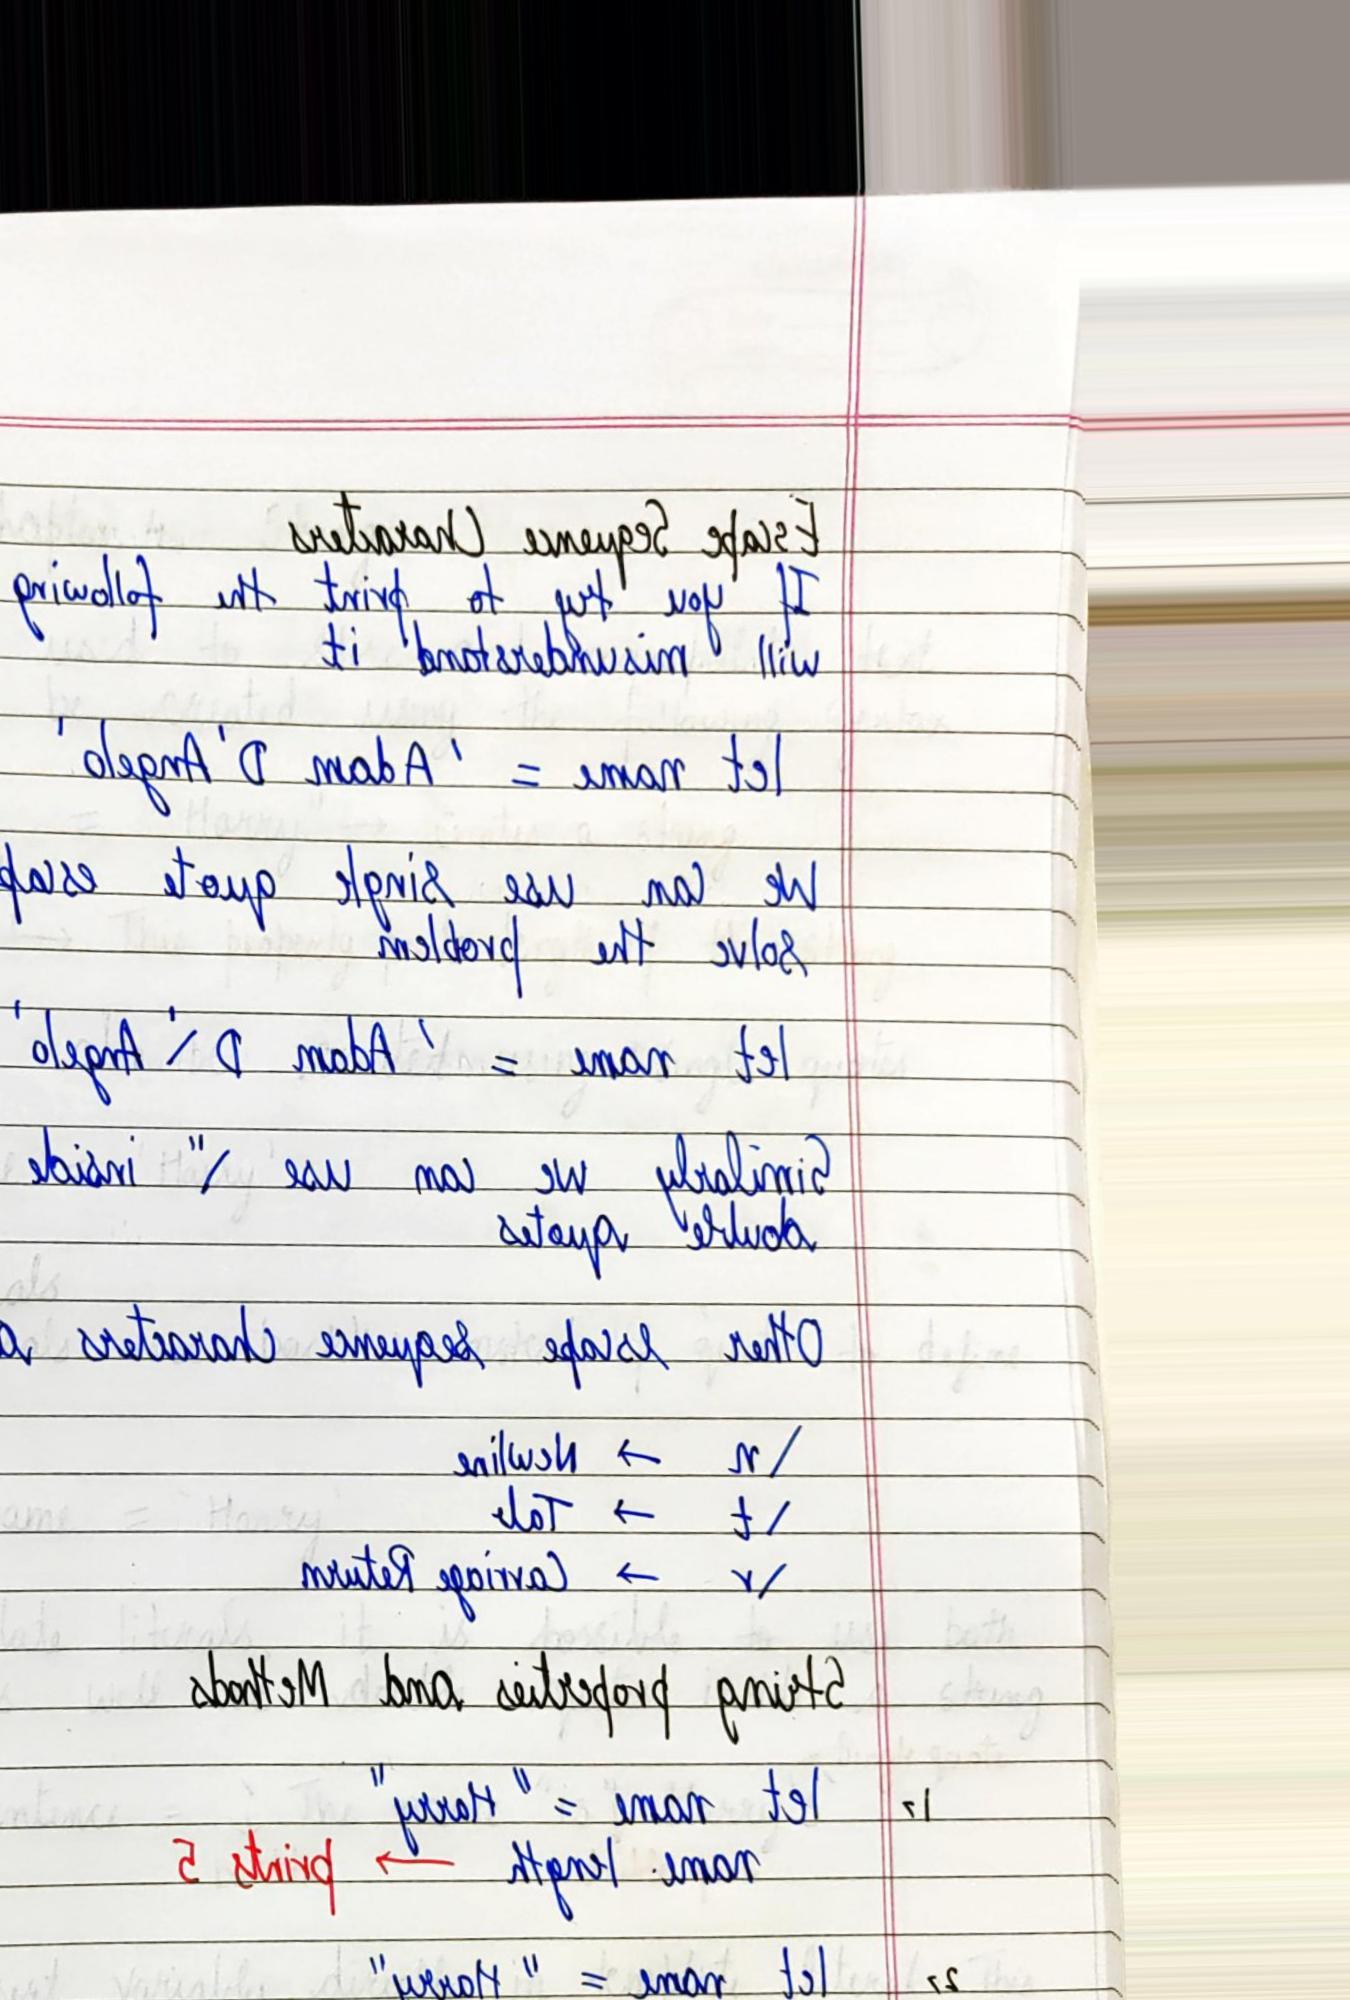 Escape Sequence Characters
If you try to print the following
will misunderstand it
let name = 'Adam D'Angelo'
We can use single quote escap
solve the problem
let name = 'Adam D\'Angelo'
Similarly we can use \" inside
double quotes
Other escape sequence characters a
\n → Newline
\t → Tab
\r → Carriage Return
String properties and Methods
1, let name = "Harry"
name.length → prints 5
2, let name = "Harry"